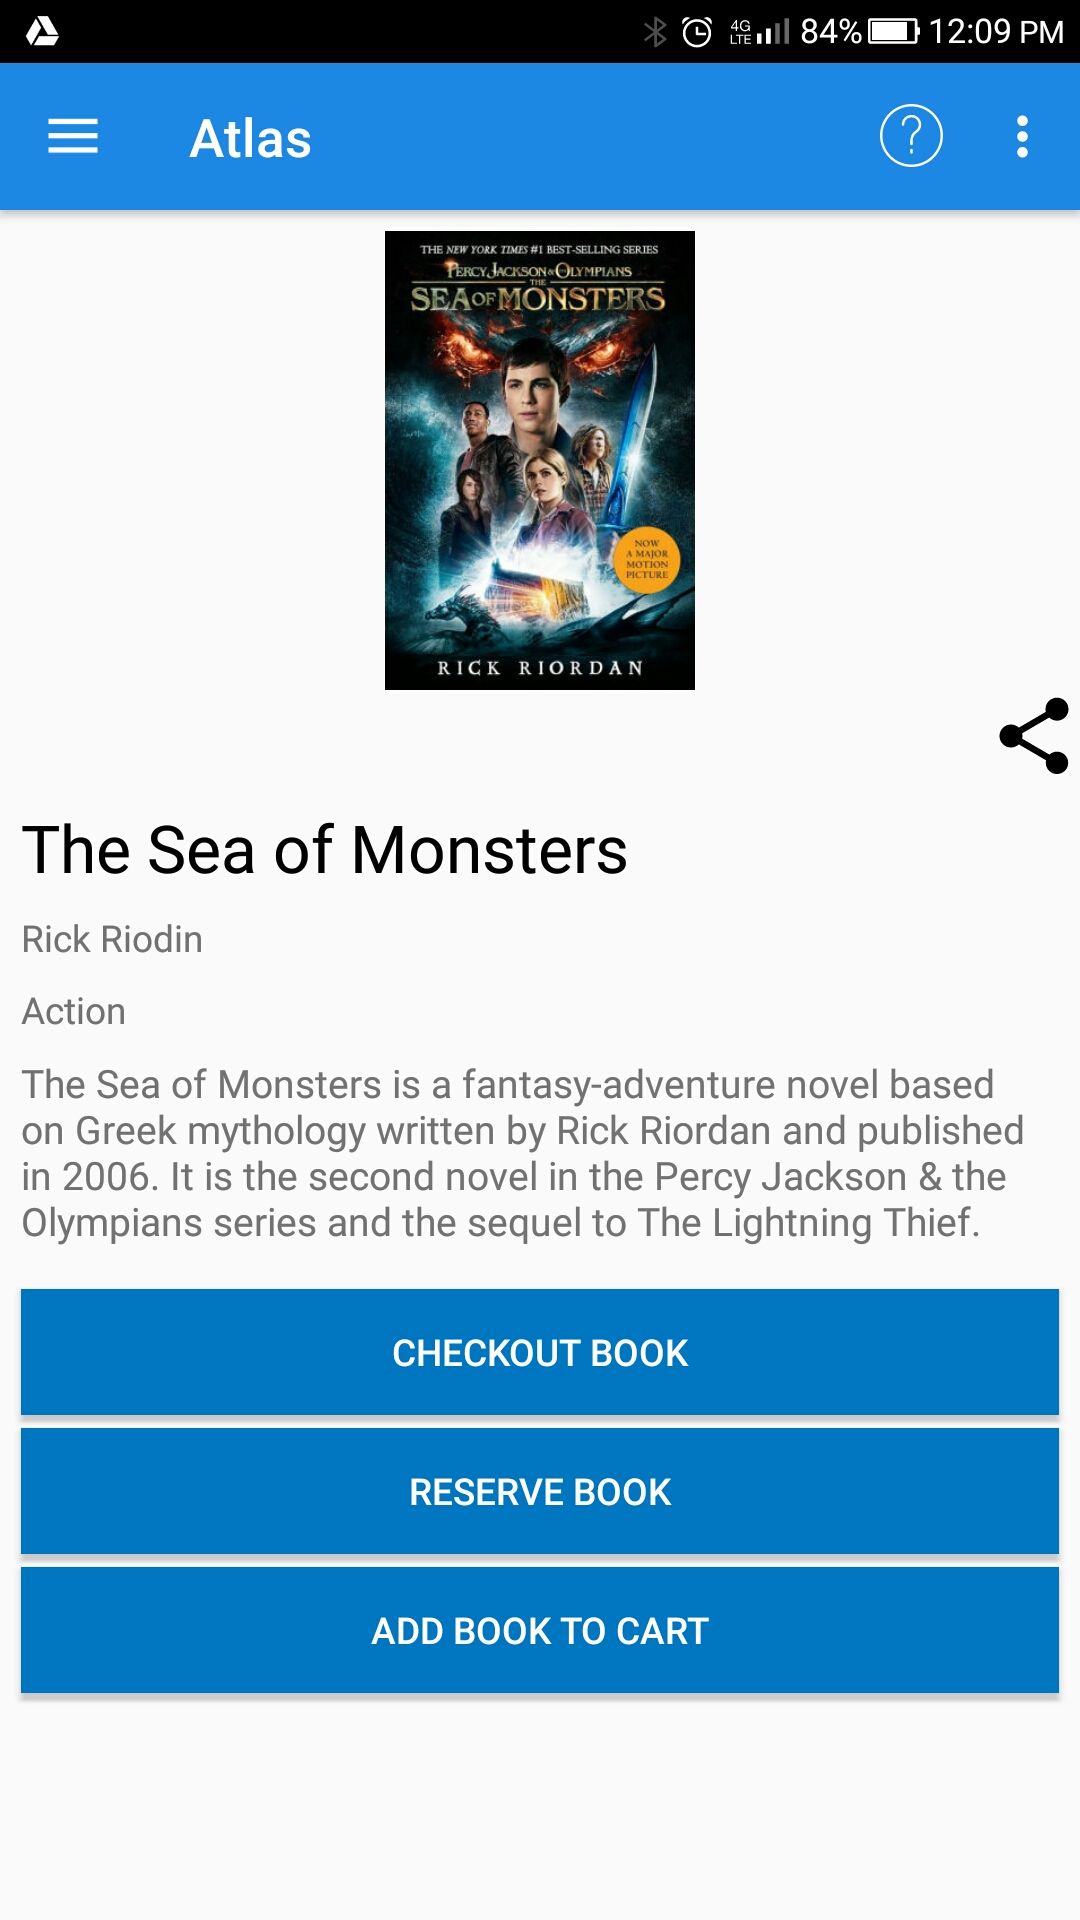 4G LTE 84% 12:09 PM
Atlas
?
THE NEW YORK TIMES #1 BEST-SELLING SERIES
PERCY JACKSON & OLYMPIANS
THE
SEA OF MONSTERS
NOW
A MAJOR
MOTION
PICTURE
RICK RIORDAN
The Sea of Monsters
Rick Riodin
Action
The Sea of Monsters is a fantasy-adventure novel based
on Greek mythology written by Rick Riordan and published
in 2006. It is the second novel in the Percy Jackson & the
Olympians series and the sequel to The Lightning Thief.
CHECKOUT BOOK
RESERVE BOOK
ADD BOOK TO CART